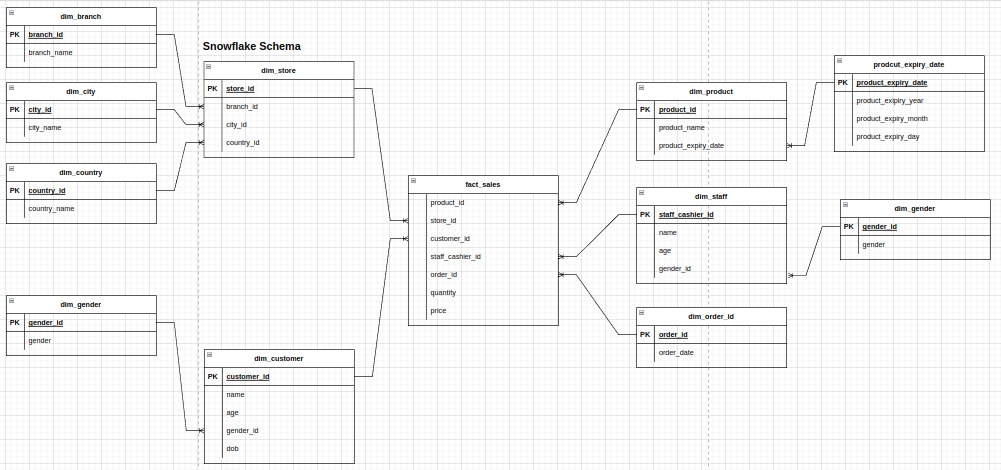 dim_branch
PK branch_id
branch_name
dim_city
PK city_id
city_name
dim_country
PK country_id
country_name
dim_gender
PK gender_id
gender
Snowflake Schema
dim_store
PK store_id
branch_id
city_id
country_id
dim_customer
PK customer_id
name
age
gender_id
dob
fact_sales
product_id
store_id
customer_id
staff_cashier_id
order_id
quantity
price
dim_product
PK product_id
product_name
product_expiry_date
dim_staff
PK staff_cashier_id
name
age
gender_id
dim_order_id
PK order_id
order_date
prodcut_expiry_date
PK product_expiry_date
product_exipiry_year
product_expiry_month
product_expiry_day
dim_gender
PK gender_id
gender